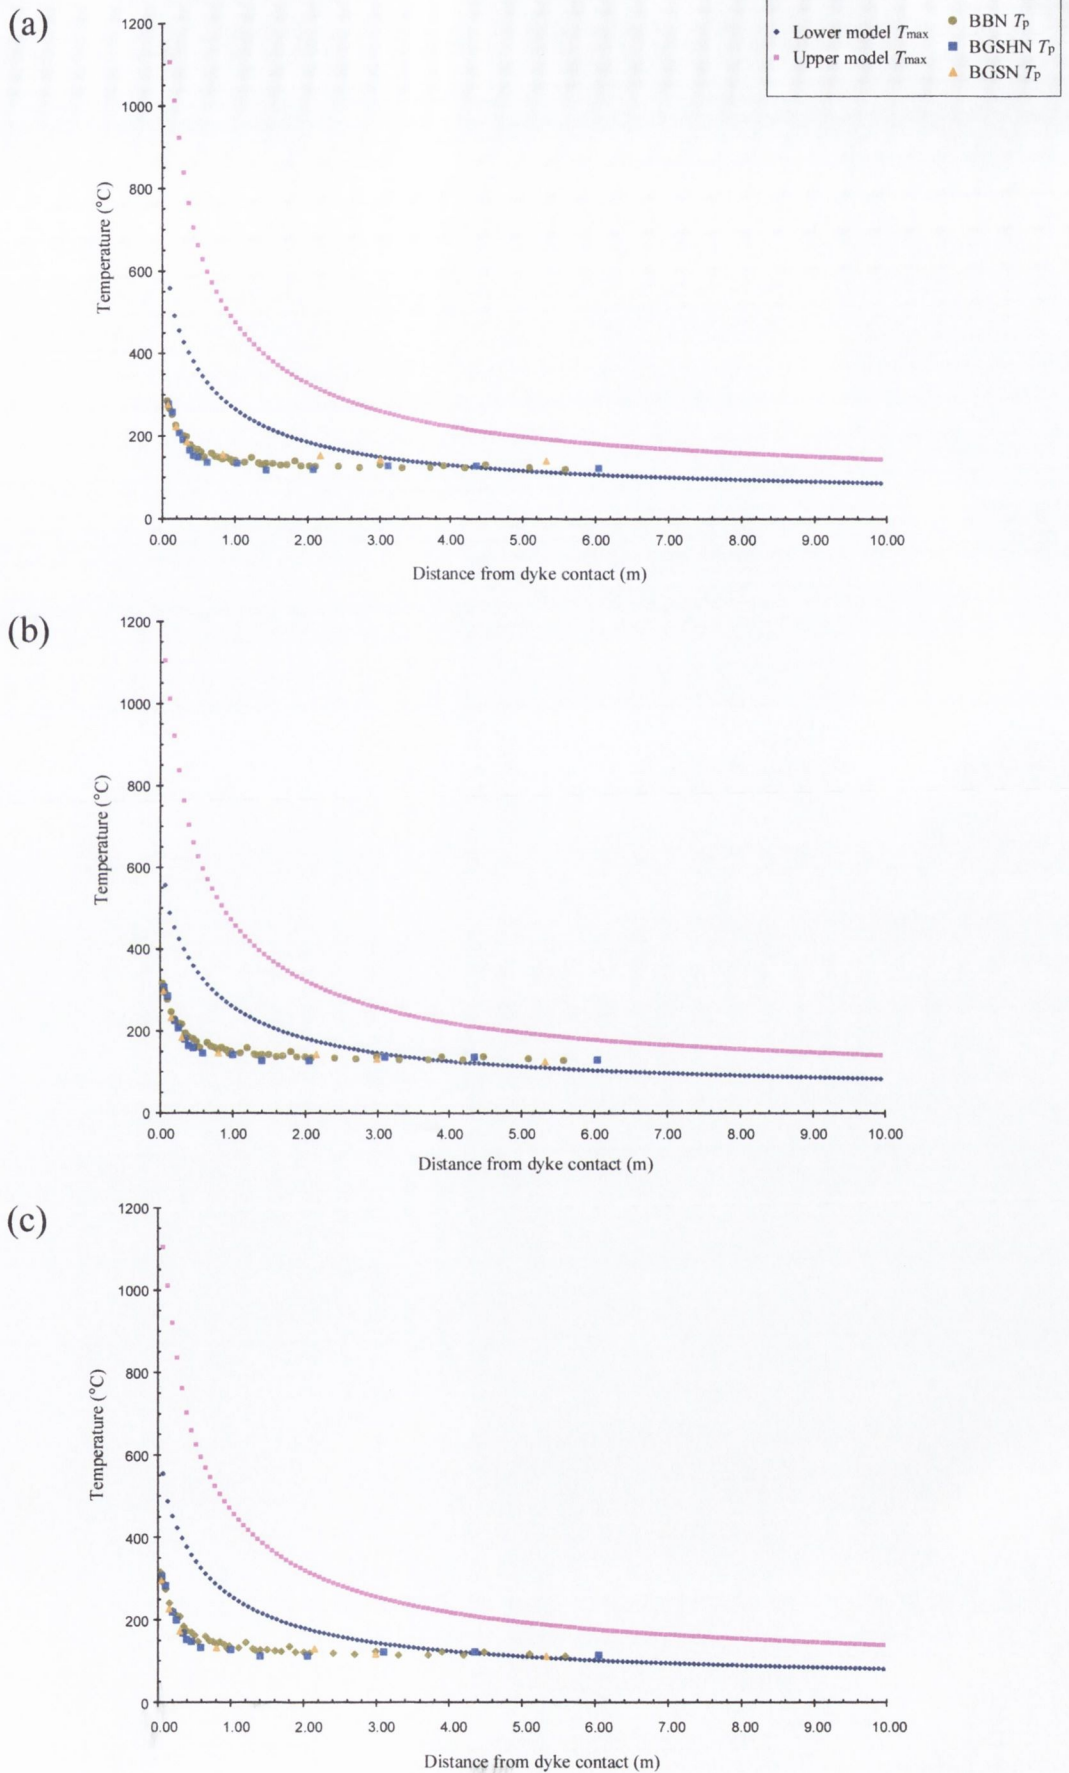 (a)
Lower model Tmax
Upper model Tmax
BBN Tp
BGSHN Tp
BGSN Tp
1200
1000
800
600
400
200
0
Temperature (°C)
0.00 1.00 2.00 3.00 4.00 5.00 6.00 7.00 8.00 9.00 10.00
Distance from dyke contact (m)
(b)
1200
1000
800
600
400
200
0
Temperature (°C)
0.00 1.00 2.00 3.00 4.00 5.00 6.00 7.00 8.00 9.00 10.00
Distance from dyke contact (m)
(c)
1200
1000
800
600
400
200
0
Temperature (°C)
0.00 1.00 2.00 3.00 4.00 5.00 6.00 7.00 8.00 9.00 10.00
Distance from dyke contact (m)